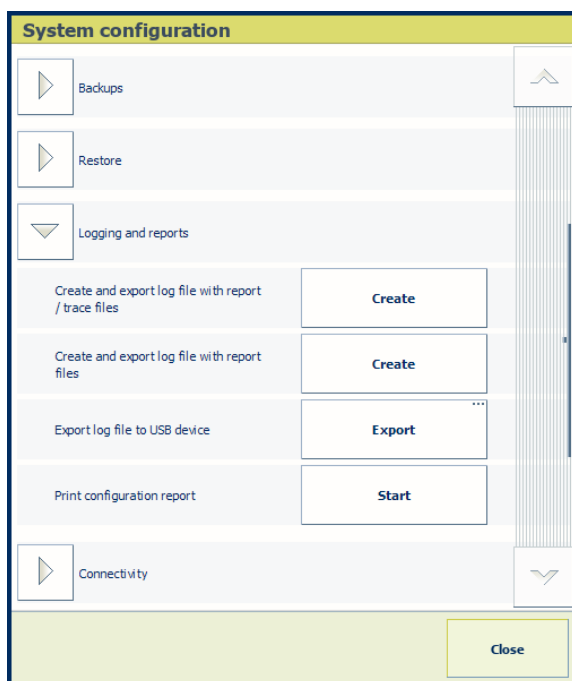 System configuration
Backups
Restore
Logging and reports
Create and export log file with report
/ trace files
Create
Create and export log file with report
files
Create
Export log file to USB device
...
Export
Print configuration report
Start
Connectivity
Close